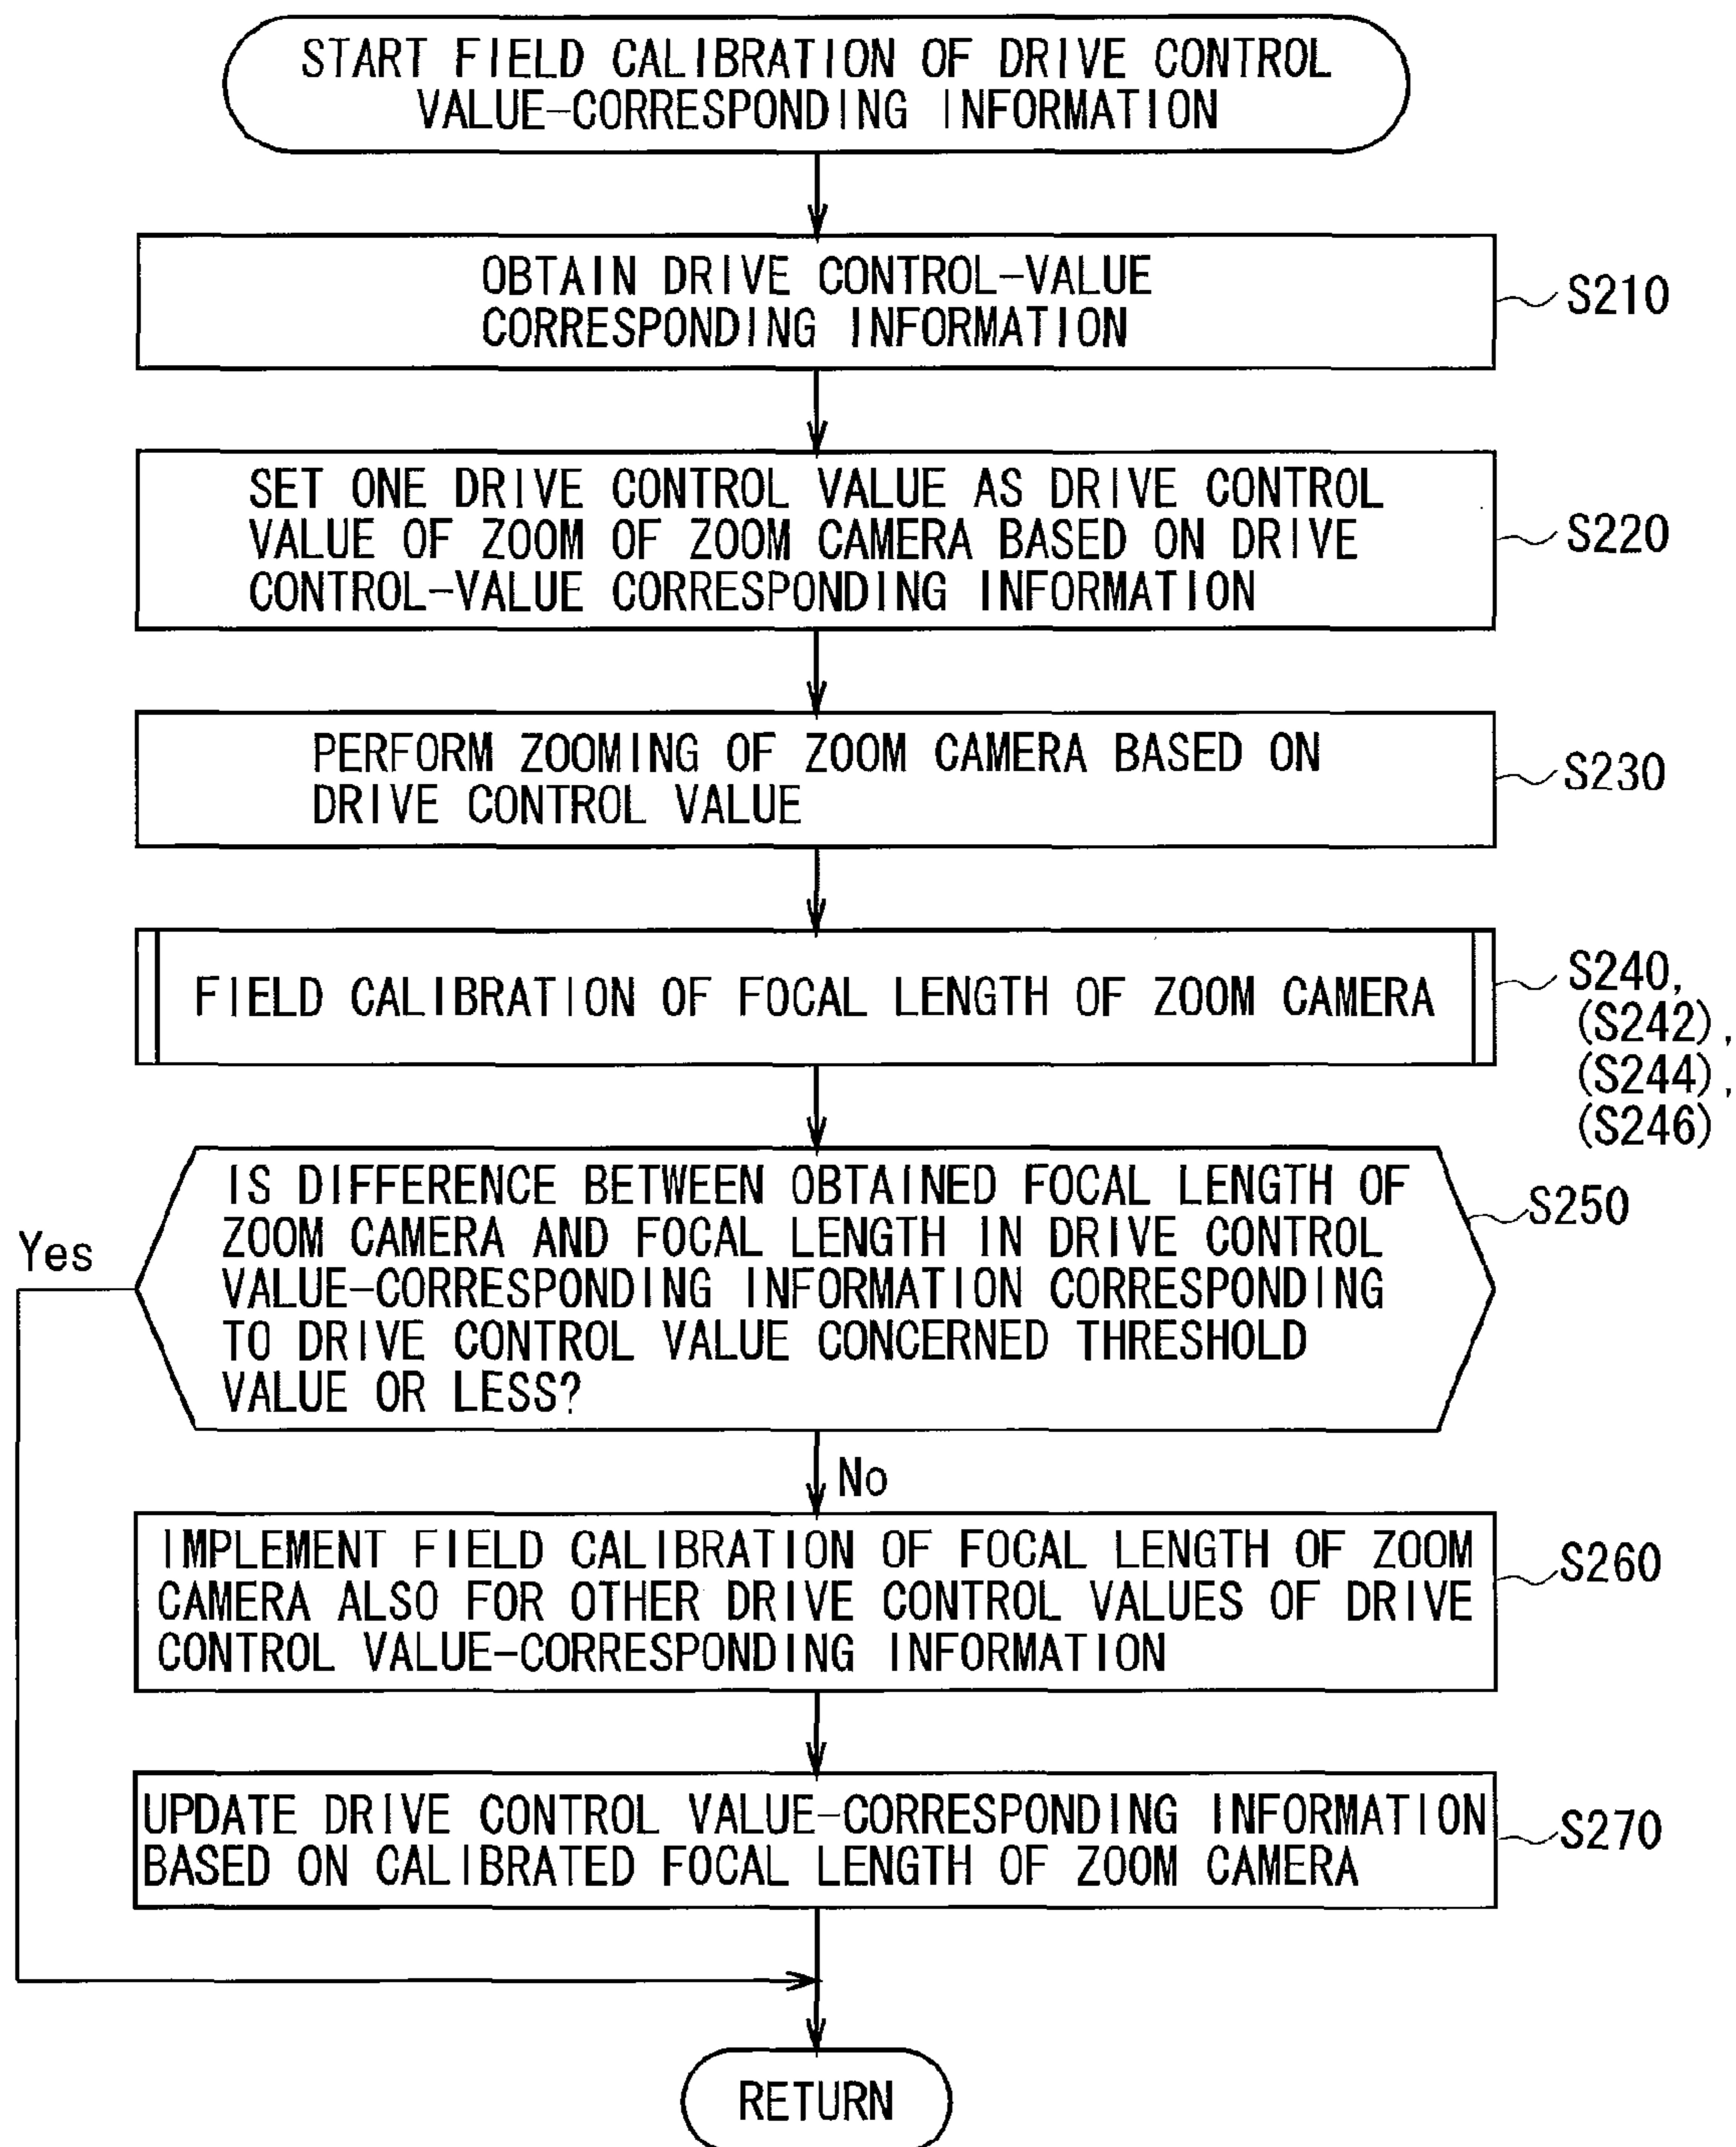 START FIELD CALIBRATION OF DRIVE CONTROL
VALUE-CORRESPONDING INFORMATION
OBTAIN DRIVE CONTROL-VALUE
CORRESPONDING INFORMATION
S210
SET ONE DRIVE CONTROL VALUE AS DRIVE CONTROL
VALUE OF ZOOM OF ZOOM CAMERA BASED ON DRIVE
CONTROL-VALUE CORRESPONDING INFORMATION
S220
PERFORM ZOOMING OF ZOOM CAMERA BASED ON
DRIVE CONTROL VALUE
S230
FIELD CALIBRATION OF FOCAL LENGTH OF ZOOM CAMERA
S240,
(S242),
(S244),
(S246)
IS DIFFERENCE BETWEEN OBTAINED FOCAL LENGTH OF
ZOOM CAMERA AND FOCAL LENGTH IN DRIVE CONTROL
VALUE-CORRESPONDING INFORMATION CORRESPONDING
TO DRIVE CONTROL VALUE CONCERNED THRESHOLD
VALUE OR LESS?
S250
Yes
No
IMPLEMENT FIELD CALIBRATION OF FOCAL LENGTH OF ZOOM
CAMERA ALSO FOR OTHER DRIVE CONTROL VALUES OF DRIVE
CONTROL VALUE-CORRESPONDING INFORMATION
S260
UPDATE DRIVE CONTROL VALUE-CORRESPONDING INFORMATION
BASED ON CALIBRATED FOCAL LENGTH OF ZOOM CAMERA
S270
RETURN